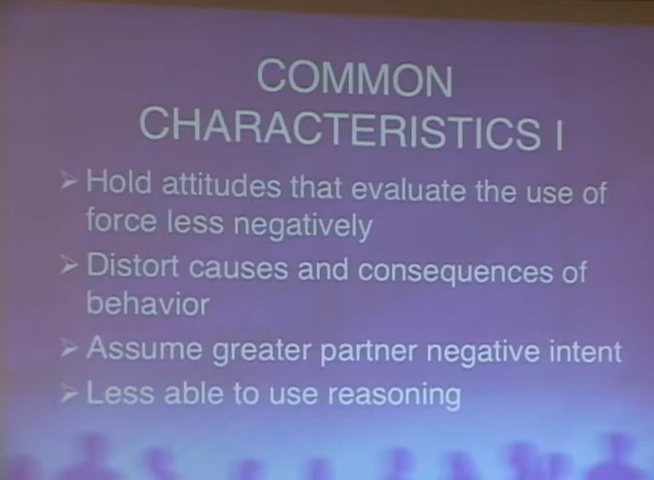 COMMON
CHARACTERISTICS I
Hold attitudes that evaluate the use of
force less negatively
Distort causes and consequences of
behavior
Assume greater partner negative intent
Less able to use reasoning